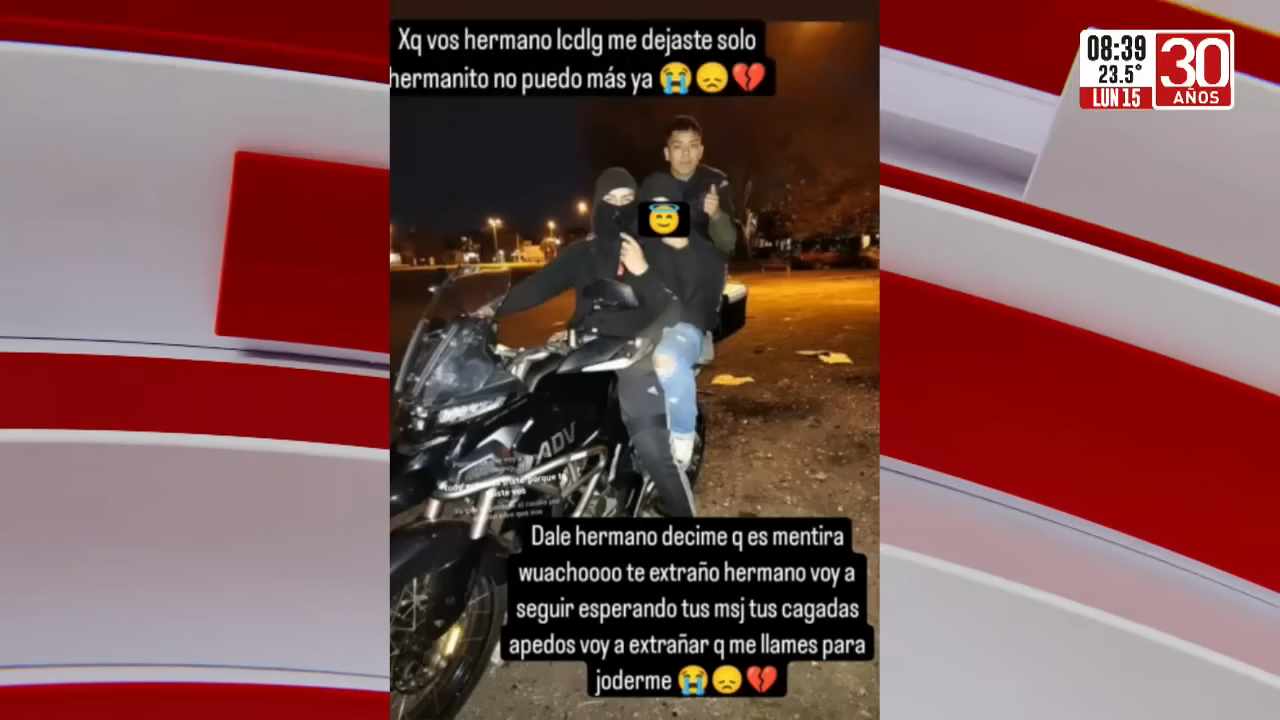 Xq vos hermano lcdlg me dejaste solo
hermanito no puedo más ya 😭😞💔
08:39
23.5°
LUN 15
30
AÑOS
ADV
Dale hermano decime q es mentira
wuachoooo te extraño hermano voy a
seguir esperando tus msj tus cagadas
apedos voy a extrañar q me llames para
joderme 😭😞💔